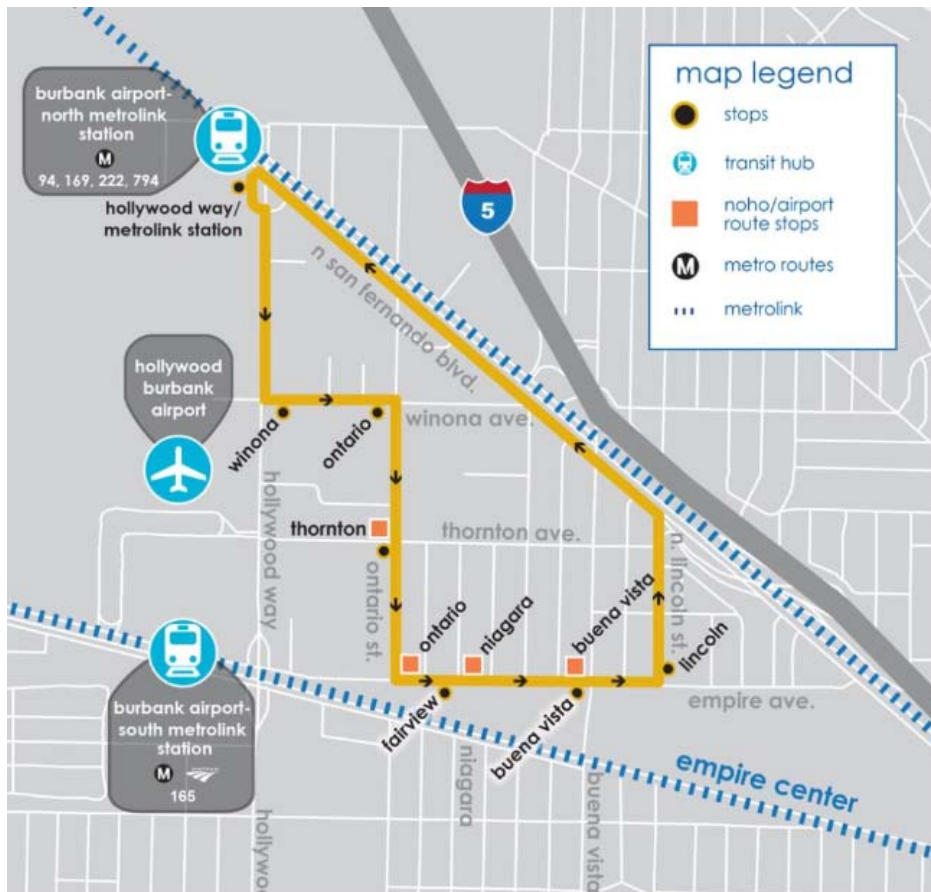 burbank airport-
north metrolink
station
M
94, 169, 222, 794
hollywood way/
metrolink station
map legend
stops
transit hub
noho/airport
route stops
M
metro routes
metrolink
5
n san fernando blvd.
hollywood
burbank
airport
winona
ontario
winona ave.
hollywood way
thornton
thornton ave.
ontario st.
n. lincoln st.
ontario
niagara
buena vista
lincoln
fairview
buena vista
empire ave.
burbank airport-
south metrolink
station
M
165
niagara
buena vista
empire center
hollywo